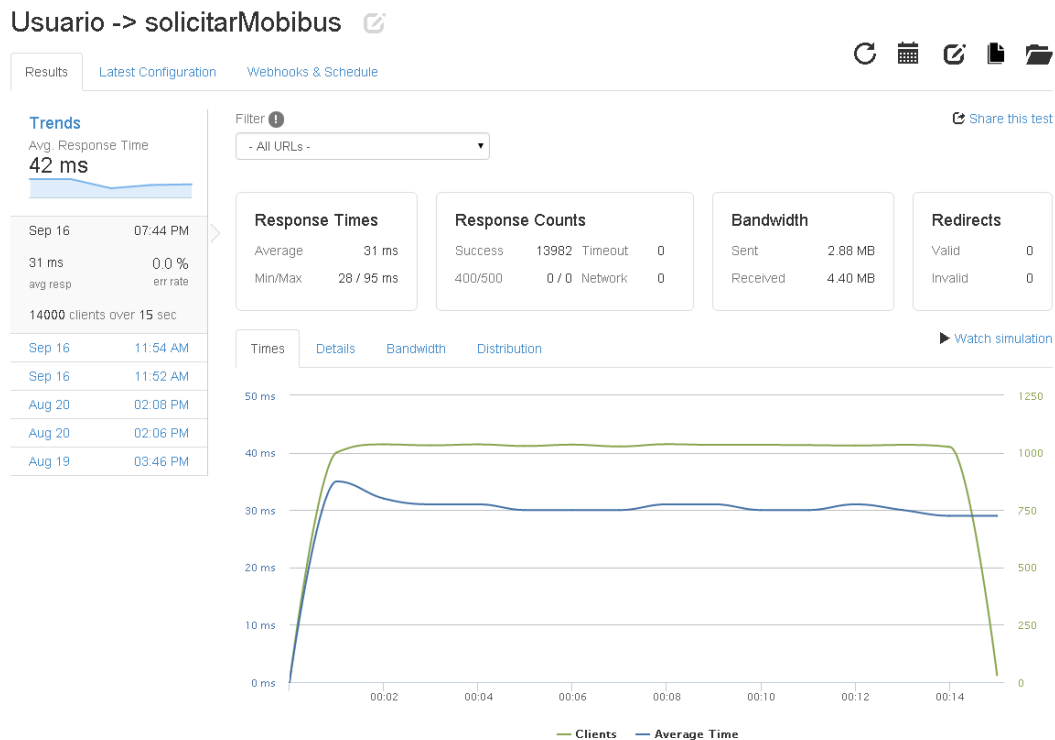 Usuario -> solicitarMobibus
Results Latest Configuration Webhooks & Schedule
Trends
Avg. Response Time
42 ms
Sep 16 07:44 PM
31 ms 0.0 %
avg resp err rate
14000 clients over 15 sec
Sep 16 11:54 AM
Sep 16 11:52 AM
Aug 20 02:08 PM
Aug 20 02:06 PM
Aug 19 03:46 PM
Filter !
- All URLs -
Share this test
Response Times
Average 31 ms
Min/Max 28 / 95 ms
Response Counts
Success 13982 Timeout 0
400/500 0 / 0 Network 0
Bandwidth
Sent 2.88 MB
Received 4.40 MB
Redirects
Valid 0
Invalid 0
Times Details Bandwidth Distribution
Watch simulation
50 ms 1250
40 ms 1000
30 ms 750
20 ms 500
10 ms 250
0 ms 0
00:02 00:04 00:06 00:08 00:10 00:12 00:14
Clients Average Time